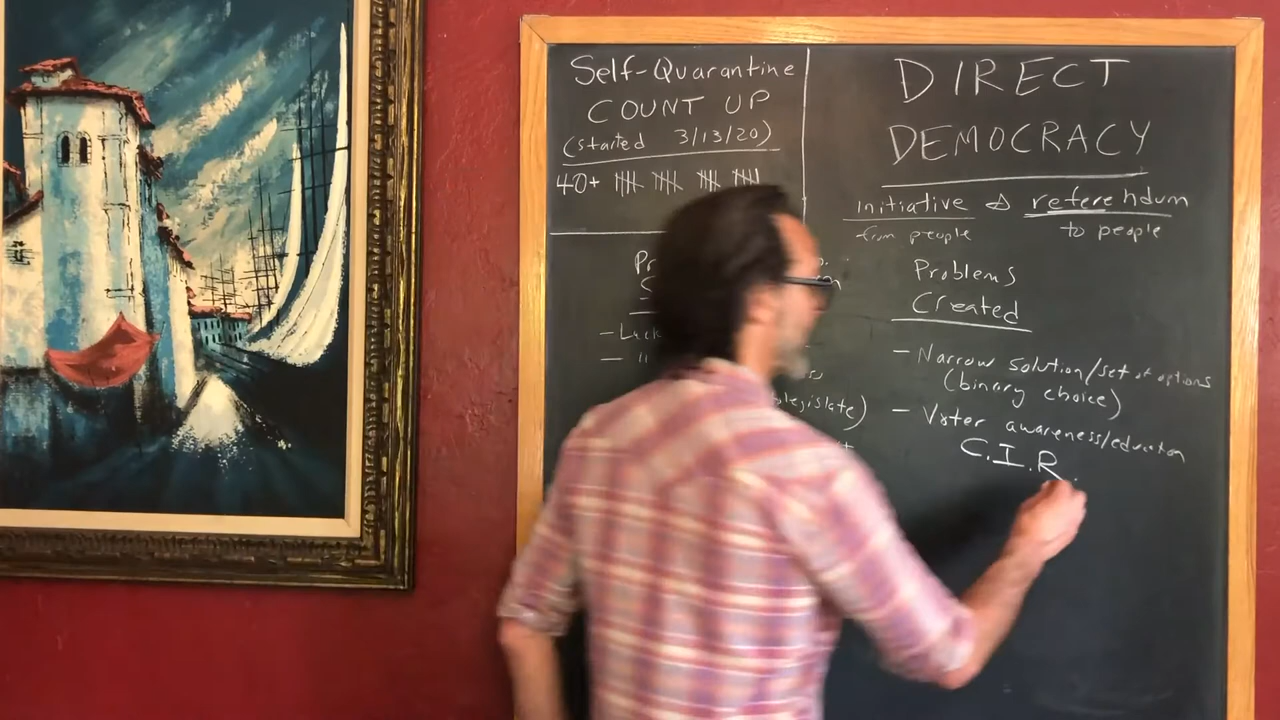 Self-Quarantine
COUNT UP
(started 3/13/20)
40+
DIRECT
DEMOCRACY
initiative & referendum
from people to people
Problems
Created
- Narrow solution/set of options
(binary choice)
- Voter awareness/education
C.I.R.